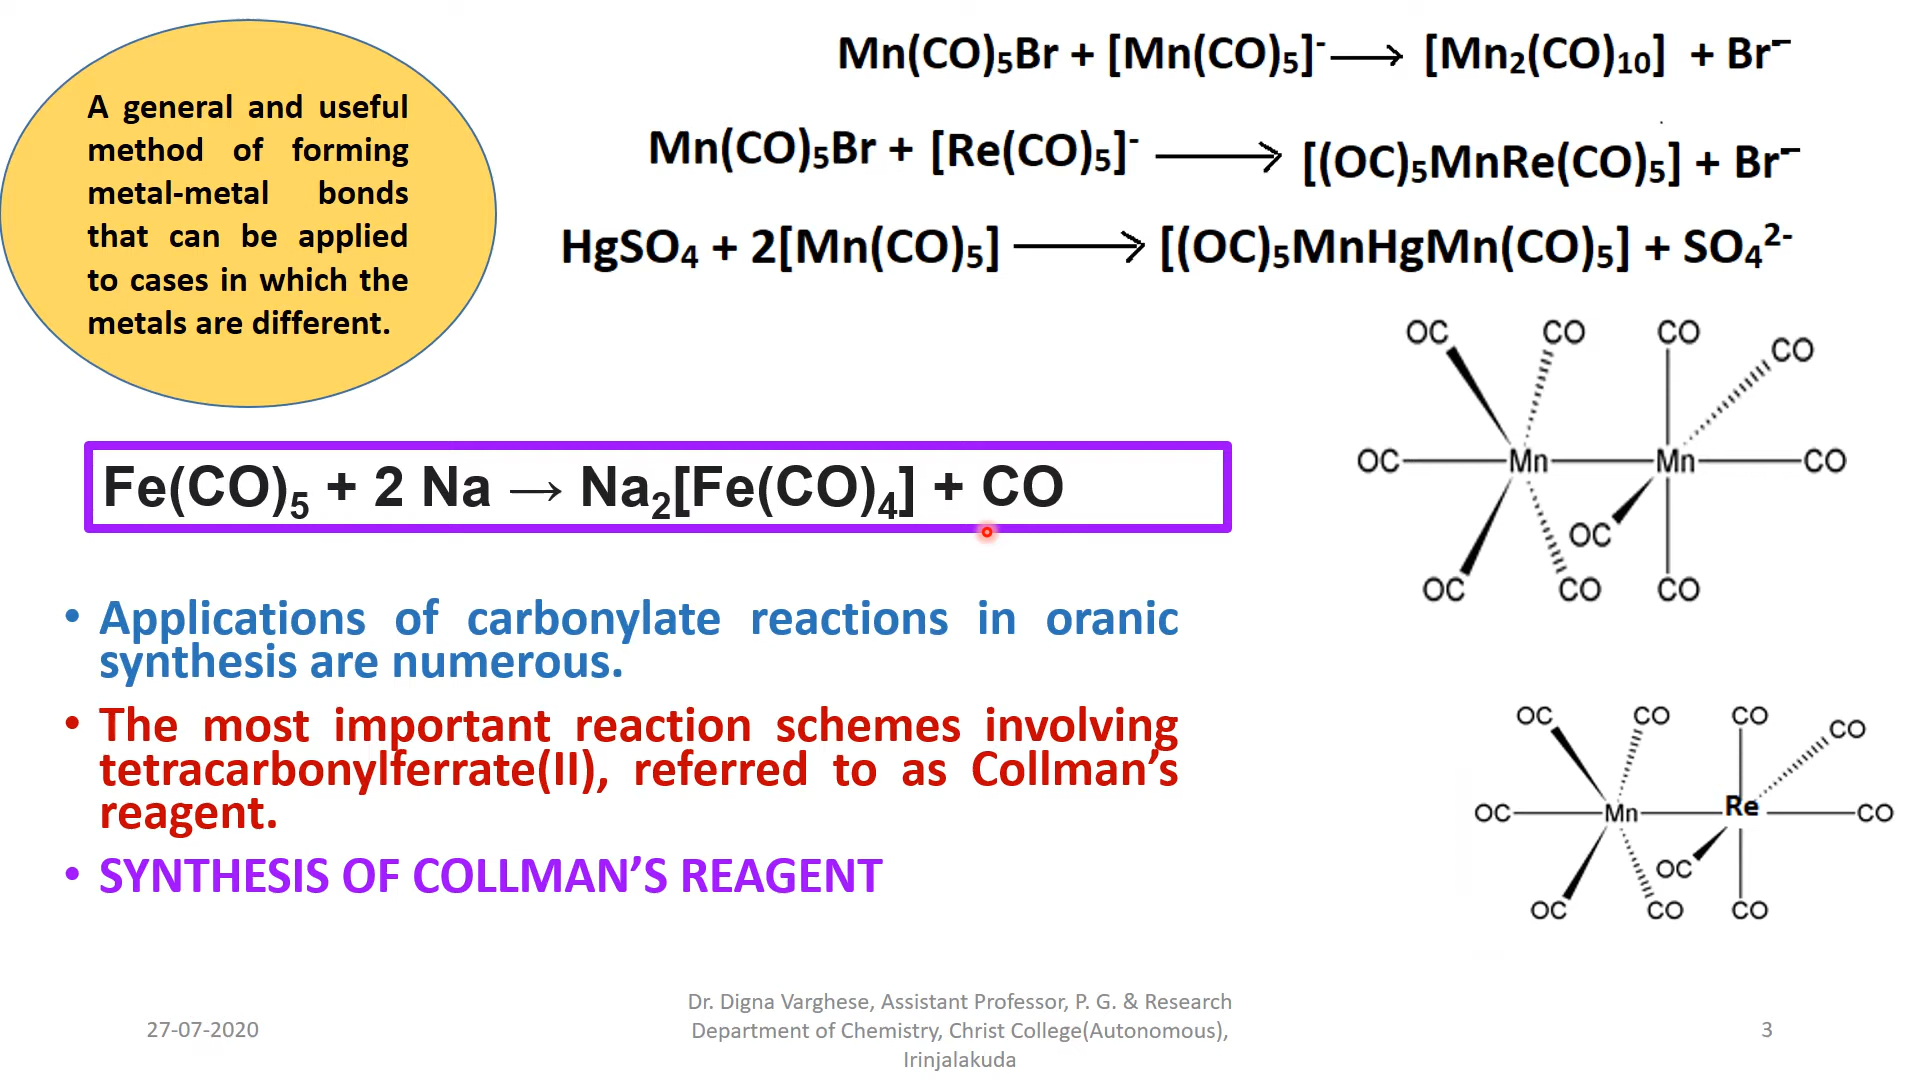 A general and useful
method of forming
metal-metal bonds
that can be applied
to cases in which the
metals are different.
Mn(CO)₅Br + [Mn(CO)₅]⁻ ⟶ [Mn₂(CO)₁₀] + Br⁻
Mn(CO)₅Br + [Re(CO)₅]⁻ ⟶ [(OC)₅MnRe(CO)₅] + Br⁻
HgSO₄ + 2[Mn(CO)₅] ⟶ [(OC)₅MnHgMn(CO)₅] + SO₄²⁻
OC CO CO CO
OC Mn Mn CO
OC
OC CO CO
Fe(CO)₅ + 2 Na → Na₂[Fe(CO)₄] + CO
• Applications of carbonylate reactions in oranic
synthesis are numerous.
• The most important reaction schemes involving
tetracarbonylferrate(II), referred to as Collman’s
reagent.
• SYNTHESIS OF COLLMAN’S REAGENT
OC CO CO CO
OC Mn Re CO
OC
OC CO CO
27-07-2020
Dr. Digna Varghese, Assistant Professor, P. G. & Research
Department of Chemistry, Christ College(Autonomous),
Irinjalakuda
3